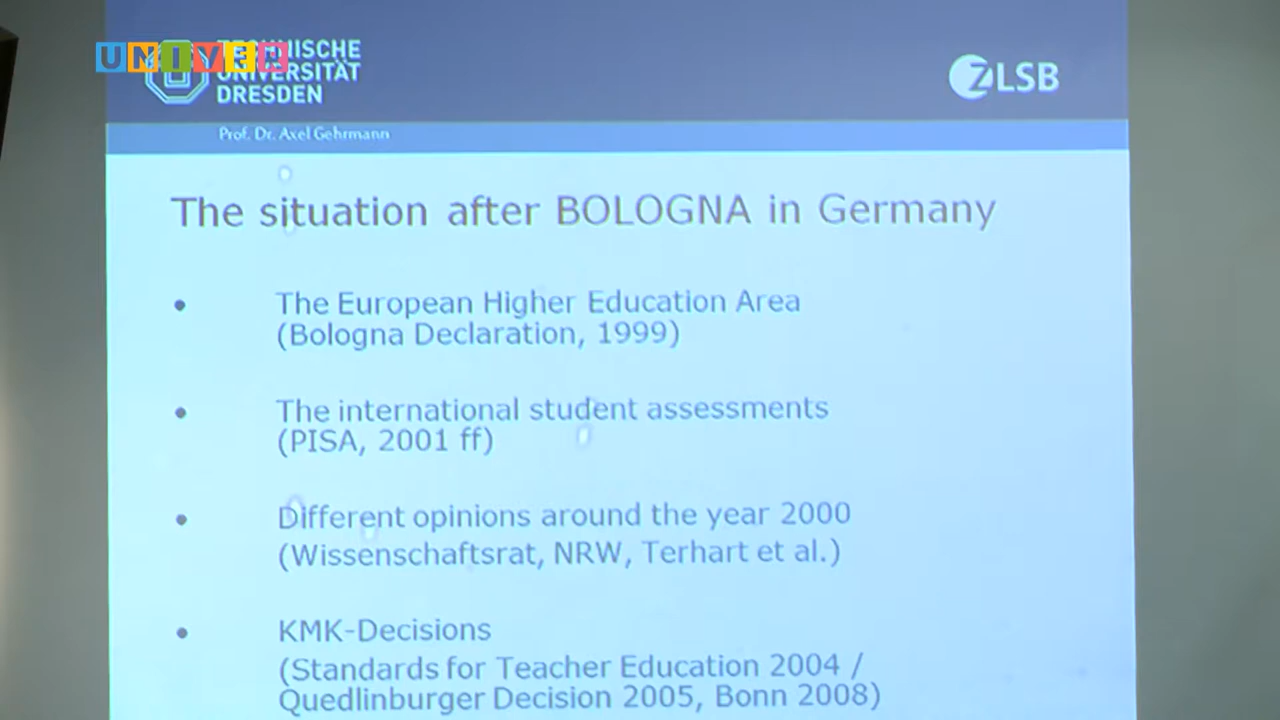 UNIVER
TECHNISCHE
UNIVERSITÄT
DRESDEN
ZLSB
Prof. Dr. Axel Gehrmann
The situation after BOLOGNA in Germany
• The European Higher Education Area
(Bologna Declaration, 1999)
• The international student assessments
(PISA, 2001 ff)
• Different opinions around the year 2000
(Wissenschaftsrat, NRW, Terhart et al.)
• KMK-Decisions
(Standards for Teacher Education 2004 /
Quedlinburger Decision 2005, Bonn 2008)